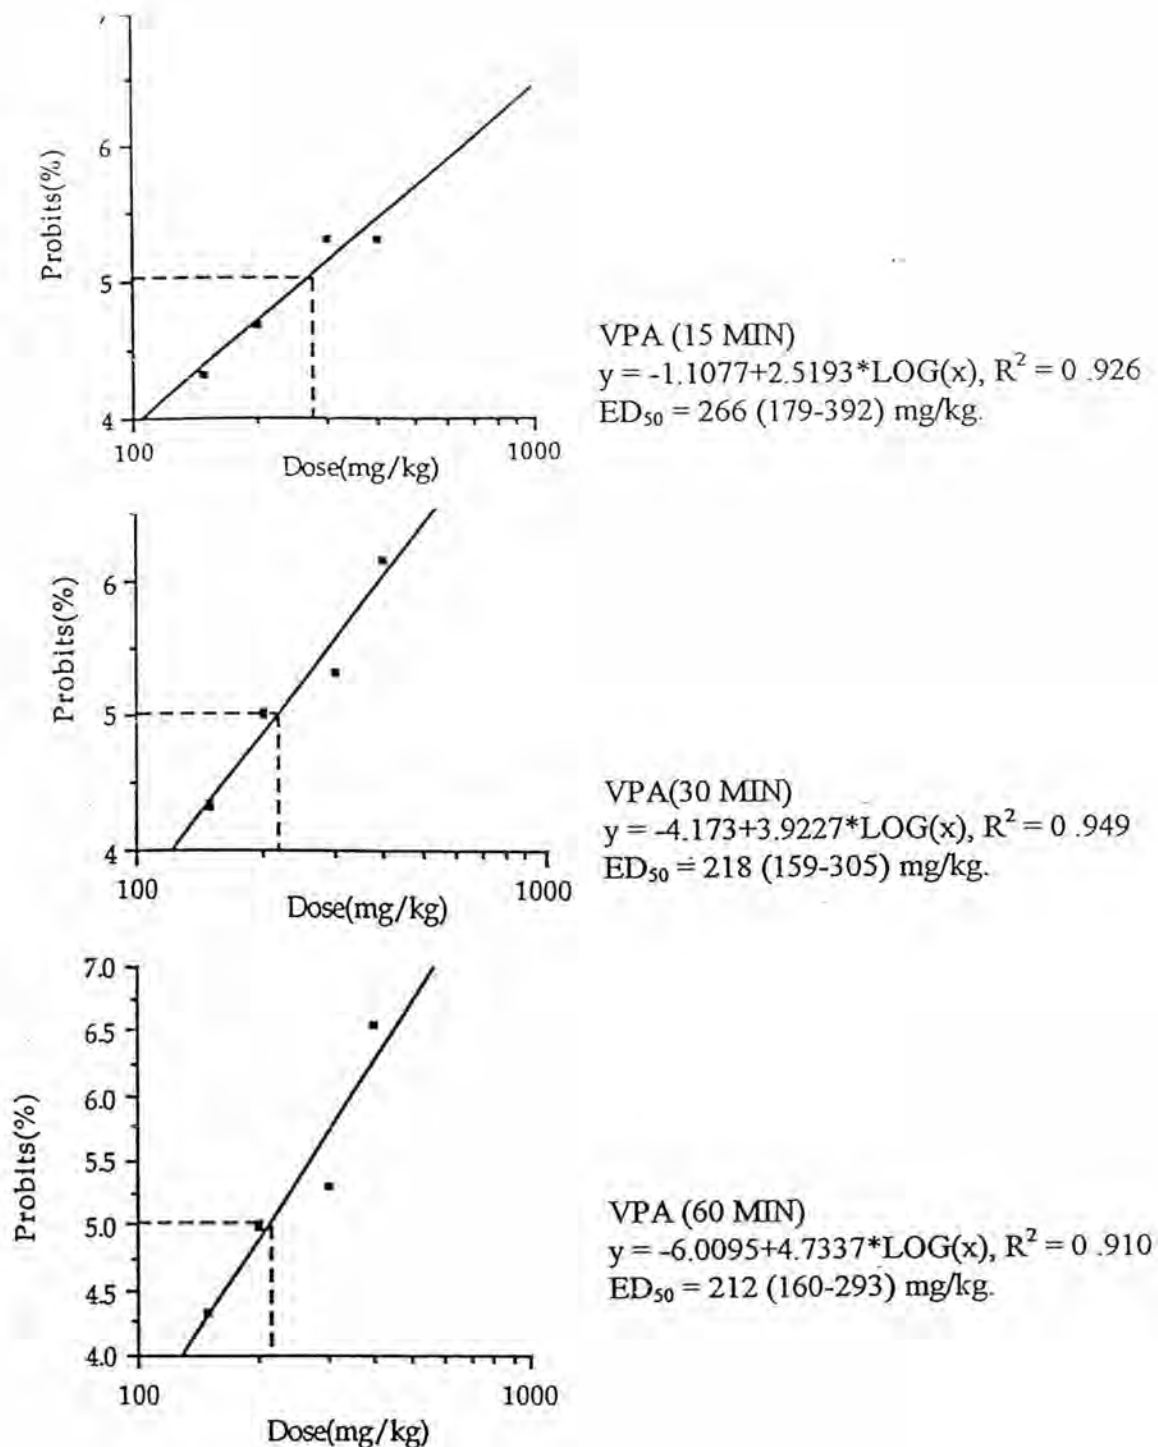 7
6
5
4
Probits(%)
100
1000
Dose(mg/kg)
VPA (15 MIN)
y = -1.1077+2.5193*LOG(x), R² = 0 .926
ED₅₀ = 266 (179-392) mg/kg.
6
5
4
Probits(%)
100
1000
Dose(mg/kg)
VPA(30 MIN)
y = -4.173+3.9227*LOG(x), R² = 0 .949
ED₅₀ = 218 (159-305) mg/kg.
7.0
6.5
6.0
5.5
5.0
4.5
4.0
Probits(%)
100
1000
Dose(mg/kg)
VPA (60 MIN)
y = -6.0095+4.7337*LOG(x), R² = 0 .910
ED₅₀ = 212 (160-293) mg/kg.